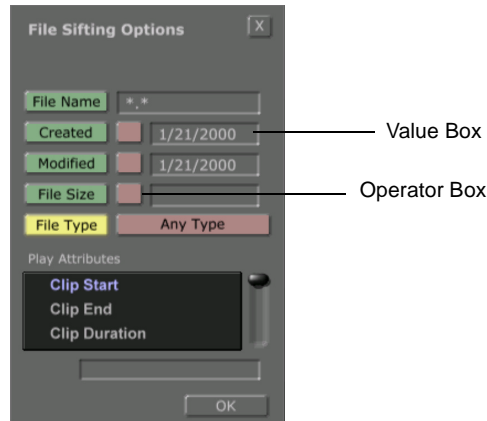 File Sifting Options X
File Name *.*
Created 1/21/2000 Value Box
Modified 1/21/2000
File Size Operator Box
File Type Any Type
Play Attributes
Clip Start
Clip End
Clip Duration
OK